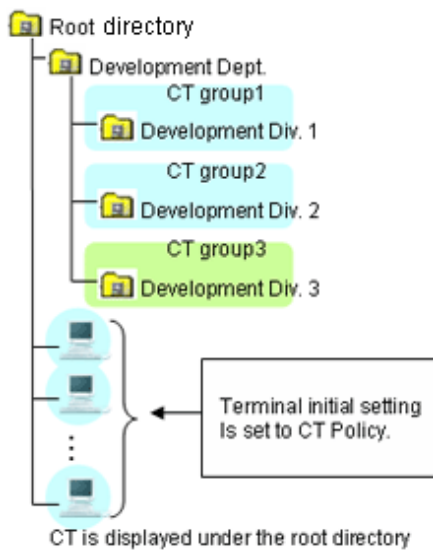 Root directory
Development Dept.
CT group1
Development Div. 1
CT group2
Development Div. 2
CT group3
Development Div. 3
Terminal initial setting
Is set to CT Policy.
CT is displayed under the root directory